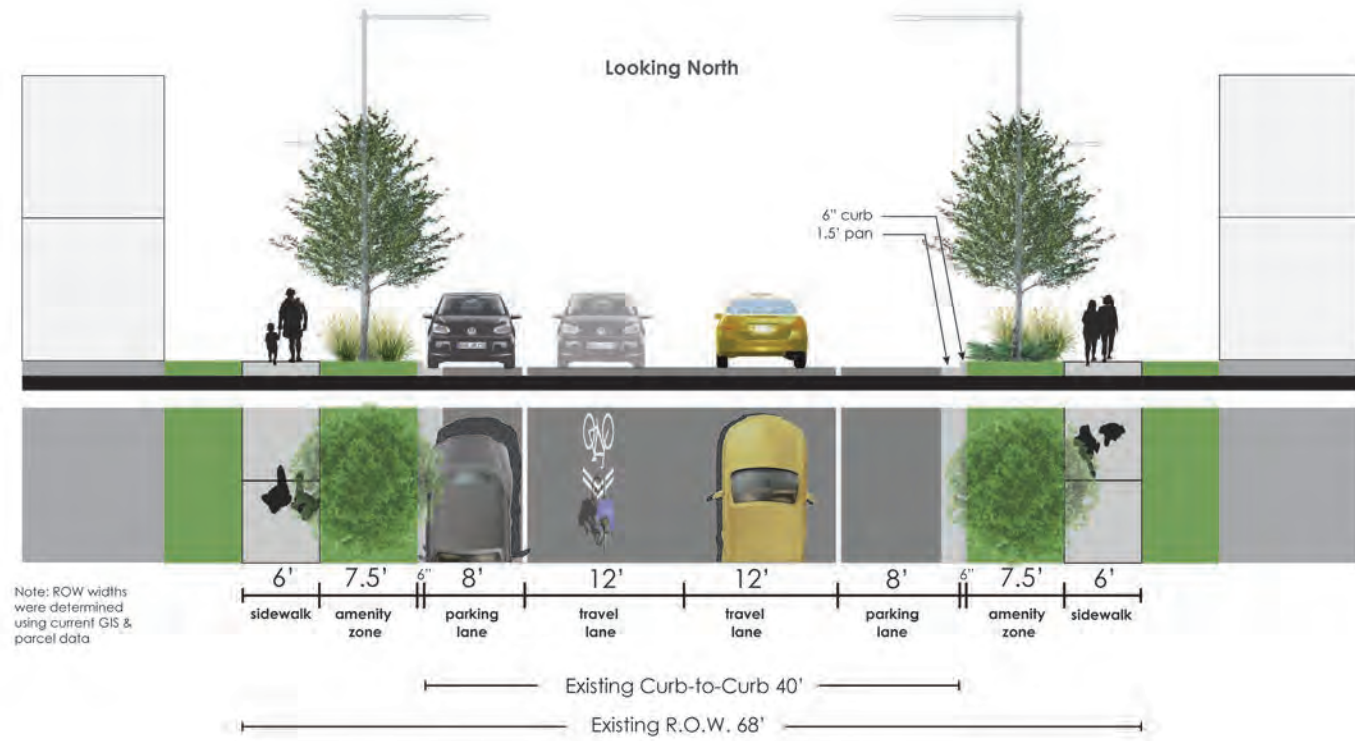 Looking North
6" curb
1.5' pan
6' 7.5' 6" 8' 12' 12' 8' 6" 7.5' 6'
sidewalk
amenity
zone
parking
lane
travel
lane
travel
lane
parking
lane
amenity
zone
sidewalk
Note: ROW widths
were determined
using current GIS &
parcel data
Existing Curb-to-Curb 40'
Existing R.O.W. 68'